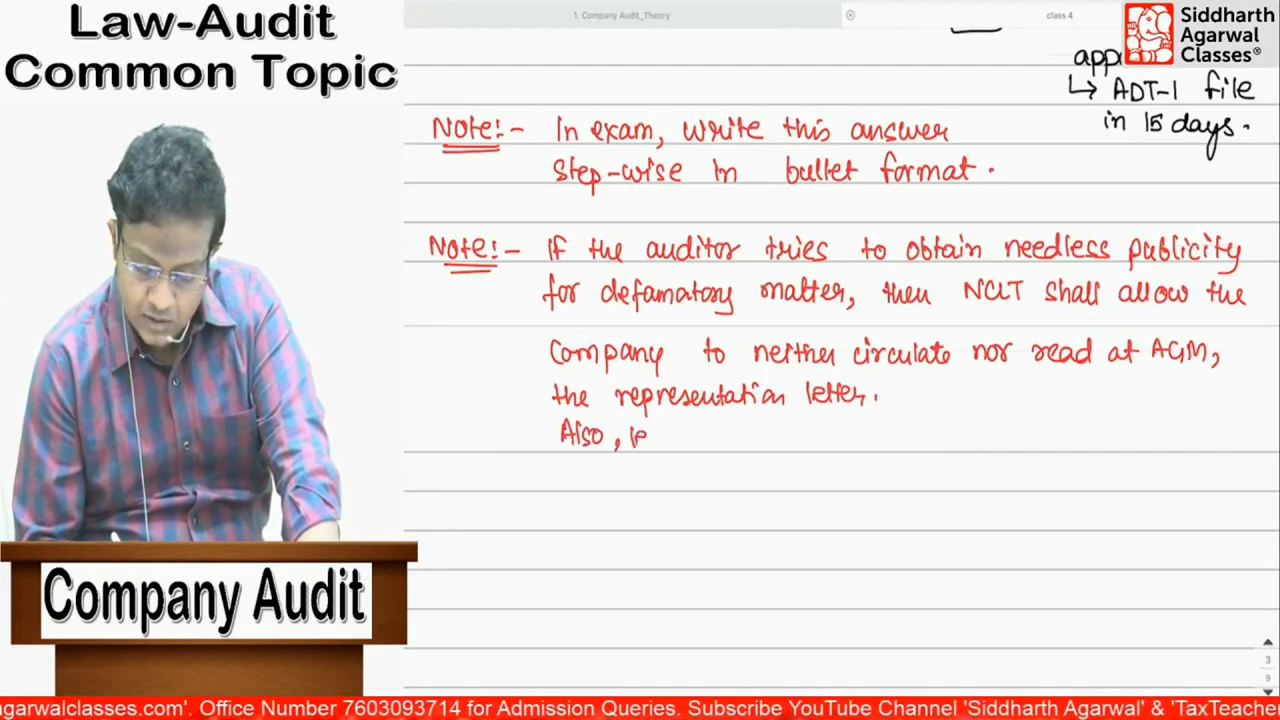 Law-Audit
Common Topic
1. Company Audit_Theory
class 4
Siddharth
Agarwal
Classes®
↳ ADT-1 file
in 15 days.
Note:- In exam, write this answer
step-wise in bullet format.
Note:- If the auditor tries to obtain needless publicity
for defamatory matter, then NCLT shall allow the
Company to neither circulate nor read at AGM,
the representation letter.
Also,
Company Audit
3
9
agarwalclasses.com'. Office Number 7603093714 for Admission Queries. Subscribe YouTube Channel 'Siddharth Agarwal' & 'TaxTeache